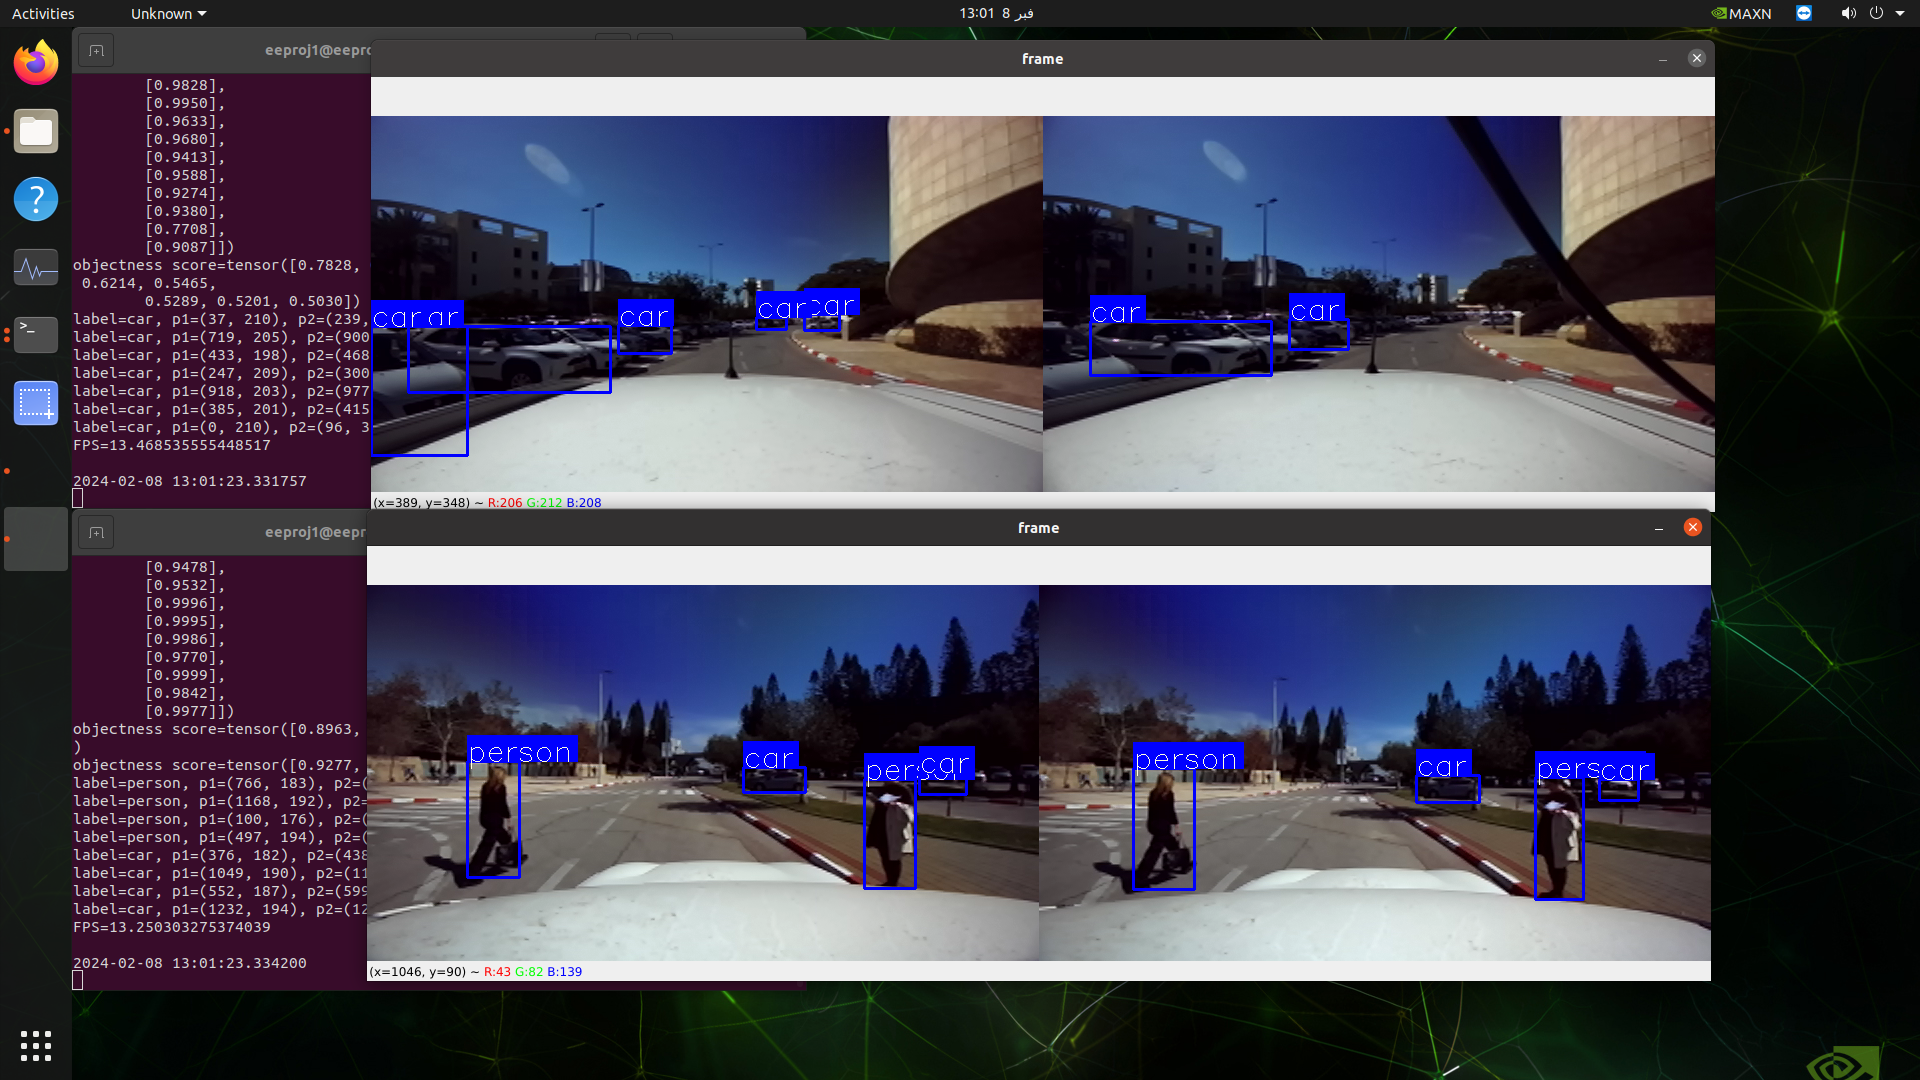 Activities
Unknown
13:01 8 فبر
MAXN
eeproj1@eepro
[0.9828],
[0.9950],
[0.9633],
[0.9680],
[0.9413],
[0.9588],
[0.9274],
[0.9380],
[0.7708],
[0.9087]])
objectness score=tensor([0.7828,
0.6214, 0.5465,
0.5289, 0.5201, 0.5030])
label=car, p1=(37, 210), p2=(239,
label=car, p1=(719, 205), p2=(900
label=car, p1=(433, 198), p2=(468
label=car, p1=(247, 209), p2=(300
label=car, p1=(918, 203), p2=(977
label=car, p1=(385, 201), p2=(415
label=car, p1=(0, 210), p2=(96, 3
FPS=13.468535555448517
2024-02-08 13:01:23.331757
frame
car ar
car
car
car
car
car
(x=389, y=348) ~ R:206 G:212 B:208
eeproj1@eepr
[0.9478],
[0.9532],
[0.9996],
[0.9995],
[0.9986],
[0.9770],
[0.9999],
[0.9842],
[0.9977]])
objectness score=tensor([0.8963,
)
objectness score=tensor([0.9277,
label=person, p1=(766, 183), p2=(
label=person, p1=(1168, 192), p2=
label=person, p1=(100, 176), p2=(
label=person, p1=(497, 194), p2=(
label=car, p1=(376, 182), p2=(438
label=car, p1=(1049, 190), p2=(11
label=car, p1=(552, 187), p2=(599
label=car, p1=(1232, 194), p2=(12
FPS=13.250303275374039
2024-02-08 13:01:23.334200
frame
person
car
person
car
person
car
pers
car
(x=1046, y=90) ~ R:43 G:82 B:139